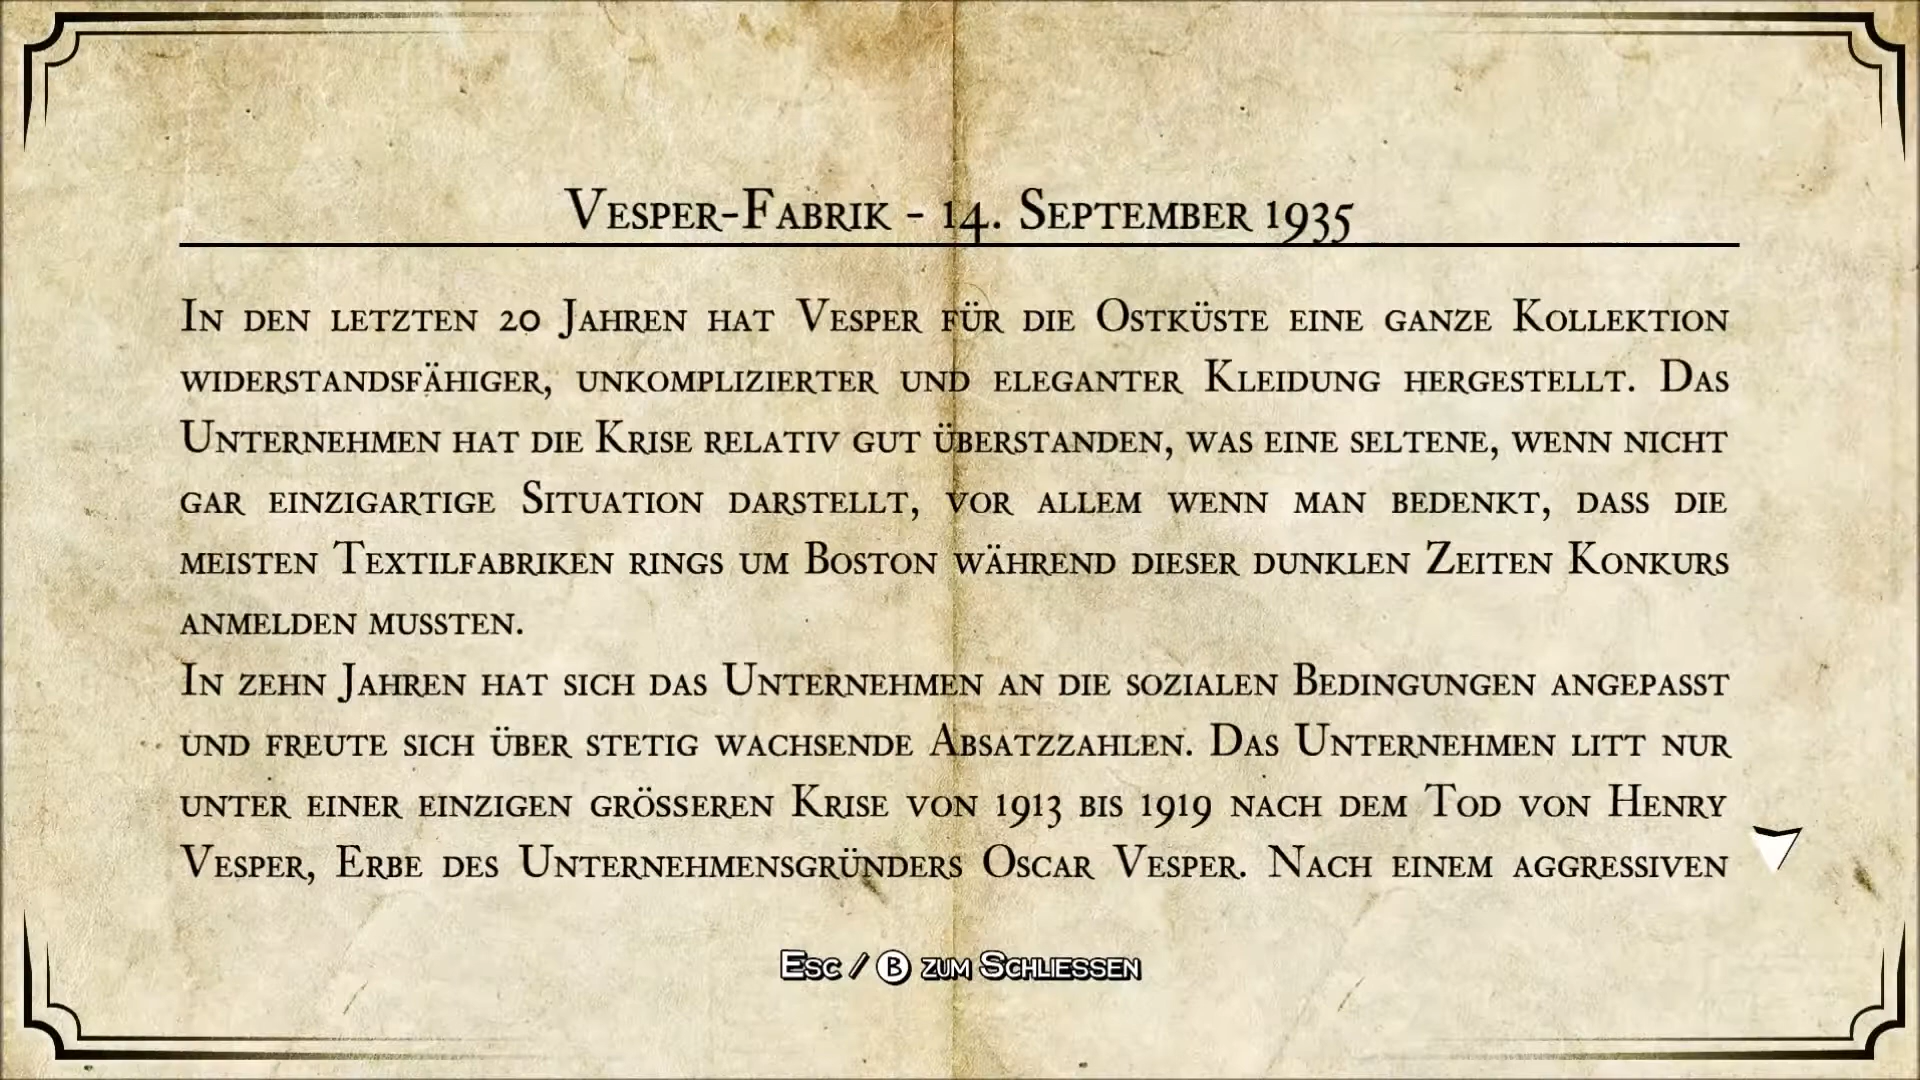 Vesper-Fabrik - 14. September 1935
In den letzten 20 Jahren hat Vesper für die Ostküste eine ganze Kollektion
widerstandsfähiger, unkomplizierter und eleganter Kleidung hergestellt. Das
Unternehmen hat die Krise relativ gut überstanden, was eine seltene, wenn nicht
gar einzigartige Situation darstellt, vor allem wenn man bedenkt, dass die
meisten Textilfabriken rings um Boston während dieser dunklen Zeiten Konkurs
anmelden mussten.
In zehn Jahren hat sich das Unternehmen an die sozialen Bedingungen angepasst
und freute sich über stetig wachsende Absatzzahlen. Das Unternehmen litt nur
unter einer einzigen grösseren Krise von 1913 bis 1919 nach dem Tod von Henry
Vesper, Erbe des Unternehmensgründers Oscar Vesper. Nach einem aggressiven
Esc / B zum Schliessen